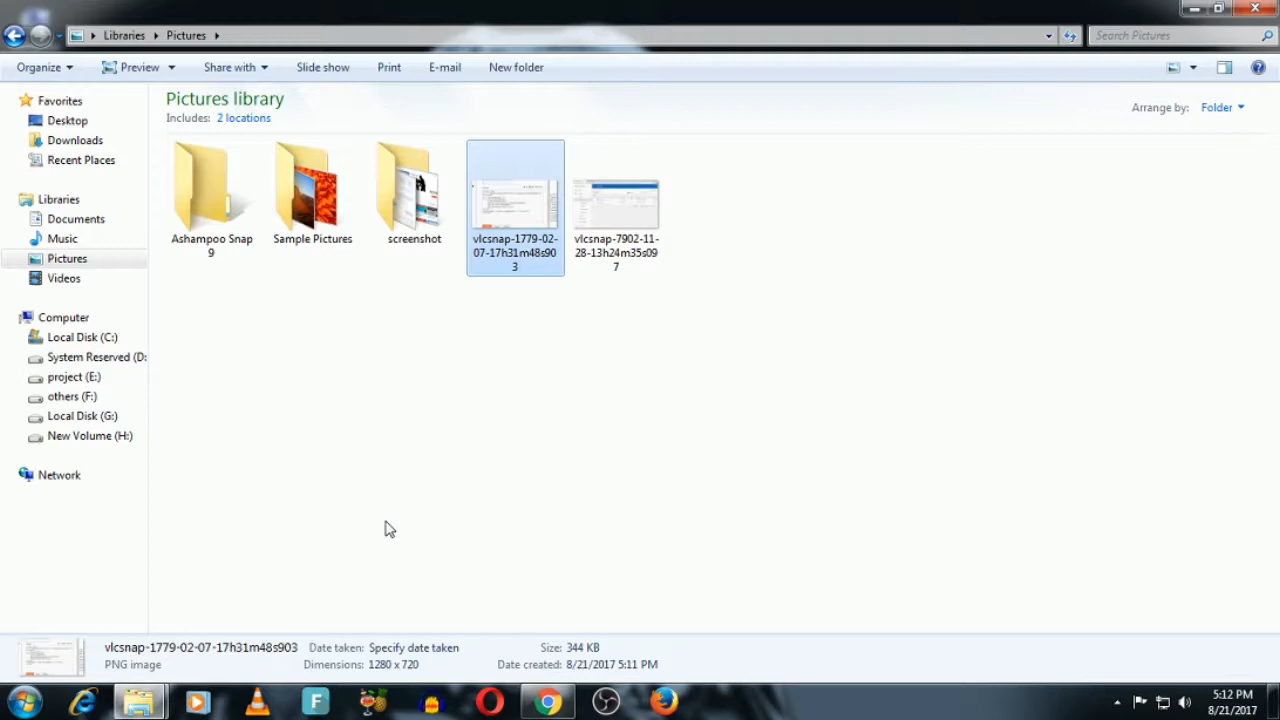 Libraries
Pictures
Search Pictures
Organize
Preview
Share with
Slide show
Print
E-mail
New folder
Favorites
Desktop
Downloads
Recent Places
Libraries
Documents
Music
Pictures
Videos
Computer
Local Disk (C:)
System Reserved (D:
project (E:)
others (F:)
Local Disk (G:)
New Volume (H:)
Network
Pictures library
Includes: 2 locations
Arrange by: Folder
Ashampoo Snap
9
Sample Pictures
screenshot
vlcsnap-1779-02-
07-17h31m48s90
3
vlcsnap-7902-11-
28-13h24m35s09
7
vlcsnap-1779-02-07-17h31m48s903
PNG image
Date taken: Specify date taken
Dimensions: 1280 x 720
Size: 344 KB
Date created: 8/21/2017 5:11 PM
5:12 PM
8/21/2017